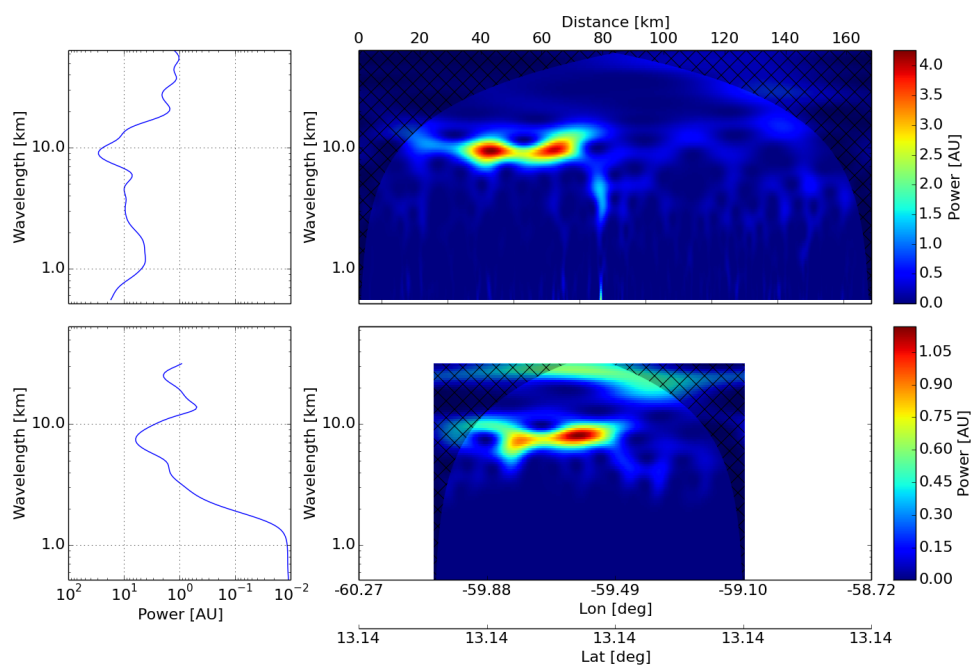 Distance [km]
0 20 40 60 80 100 120 140 160
Wavelength [km]
10.0
1.0
Wavelength [km]
10.0
1.0
4.0
3.5
3.0
2.5
2.0
1.5
1.0
0.5
0.0
Power [AU]
Wavelength [km]
10.0
1.0
10² 10¹ 10⁰ 10⁻¹ 10⁻²
Power [AU]
Wavelength [km]
10.0
1.0
-60.27 -59.88 -59.49 -59.10 -58.72
Lon [deg]
13.14 13.14 13.14 13.14 13.14
Lat [deg]
1.05
0.90
0.75
0.60
0.45
0.30
0.15
0.00
Power [AU]